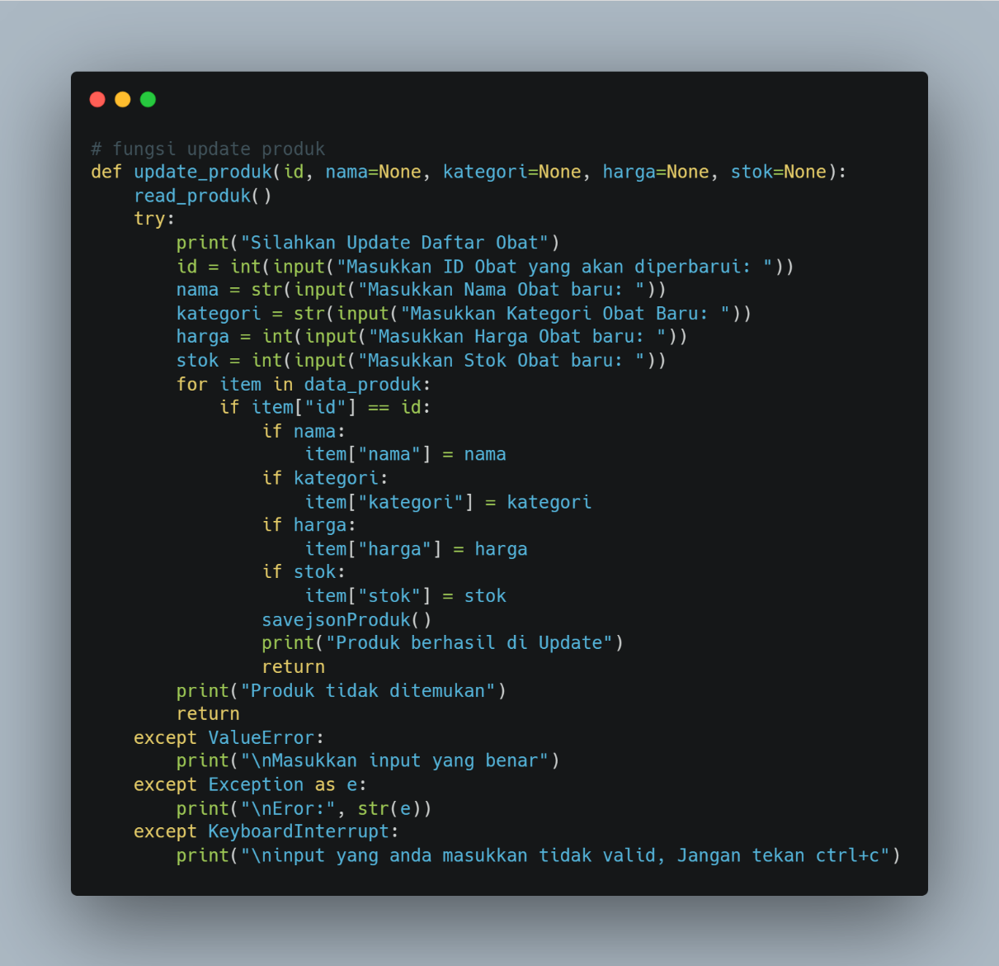 # fungsi update produk
def update_produk(id, nama=None, kategori=None, harga=None, stok=None):
    read_produk()
    try:
        print("Silahkan Update Daftar Obat")
        id = int(input("Masukkan ID Obat yang akan diperbarui: "))
        nama = str(input("Masukkan Nama Obat baru: "))
        kategori = str(input("Masukkan Kategori Obat Baru: "))
        harga = int(input("Masukkan Harga Obat baru: "))
        stok = int(input("Masukkan Stok Obat baru: "))
        for item in data_produk:
            if item["id"] == id:
                if nama:
                    item["nama"] = nama
                if kategori:
                    item["kategori"] = kategori
                if harga:
                    item["harga"] = harga
                if stok:
                    item["stok"] = stok
                savejsonProduk()
                print("Produk berhasil di Update")
                return
        print("Produk tidak ditemukan")
        return
    except ValueError:
        print("\nMasukkan input yang benar")
    except Exception as e:
        print("\nEror:", str(e))
    except KeyboardInterrupt:
        print("\ninput yang anda masukkan tidak valid, Jangan tekan ctrl+c")